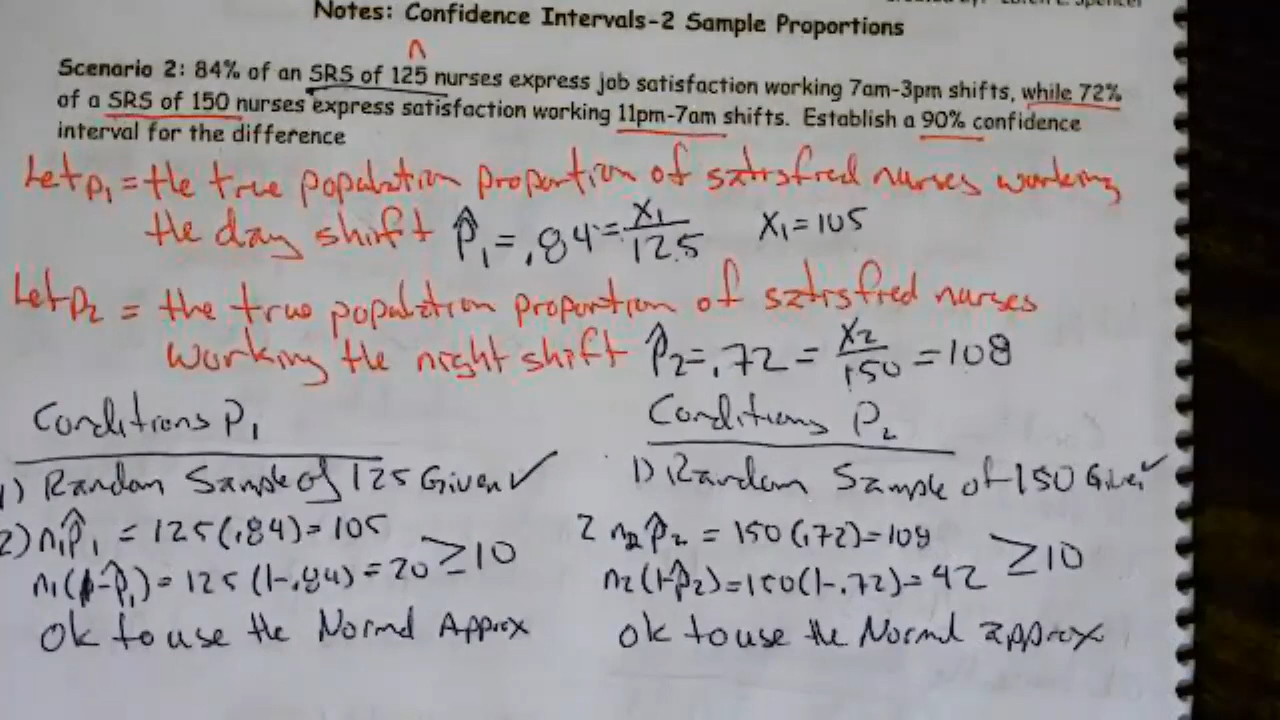 Notes: Confidence Intervals-2 Sample Proportions
n
Scenario 2: 84% of an SRS of 125 nurses express job satisfaction working 7am-3pm shifts, while 72%
of a SRS of 150 nurses express satisfaction working 11pm-7am shifts. Establish a 90% confidence
interval for the difference
Let p₁ = the true population proportion of satisfied nurses working
the day shift p̂₁ = .84 = X₁/125 X₁ = 105
Let p₂ = the true population proportion of satisfied nurses
working the night shift p̂₂ = .72 = X₂/150 = 108
Conditions P₁
1) Random Sample of 125 Given ✓
2) n₁p̂₁ = 125(.84) = 105
n₁(1-p̂₁) = 125(1-.84) = 20 ≥ 10
Ok to use the Normal Approx
Conditions P₂
1) Random Sample of 150 Given ✓
2 n₂p̂₂ = 150(.72) = 108
n₂(1-p̂₂) = 150(1-.72) = 42 ≥ 10
Ok to use the Normal approx